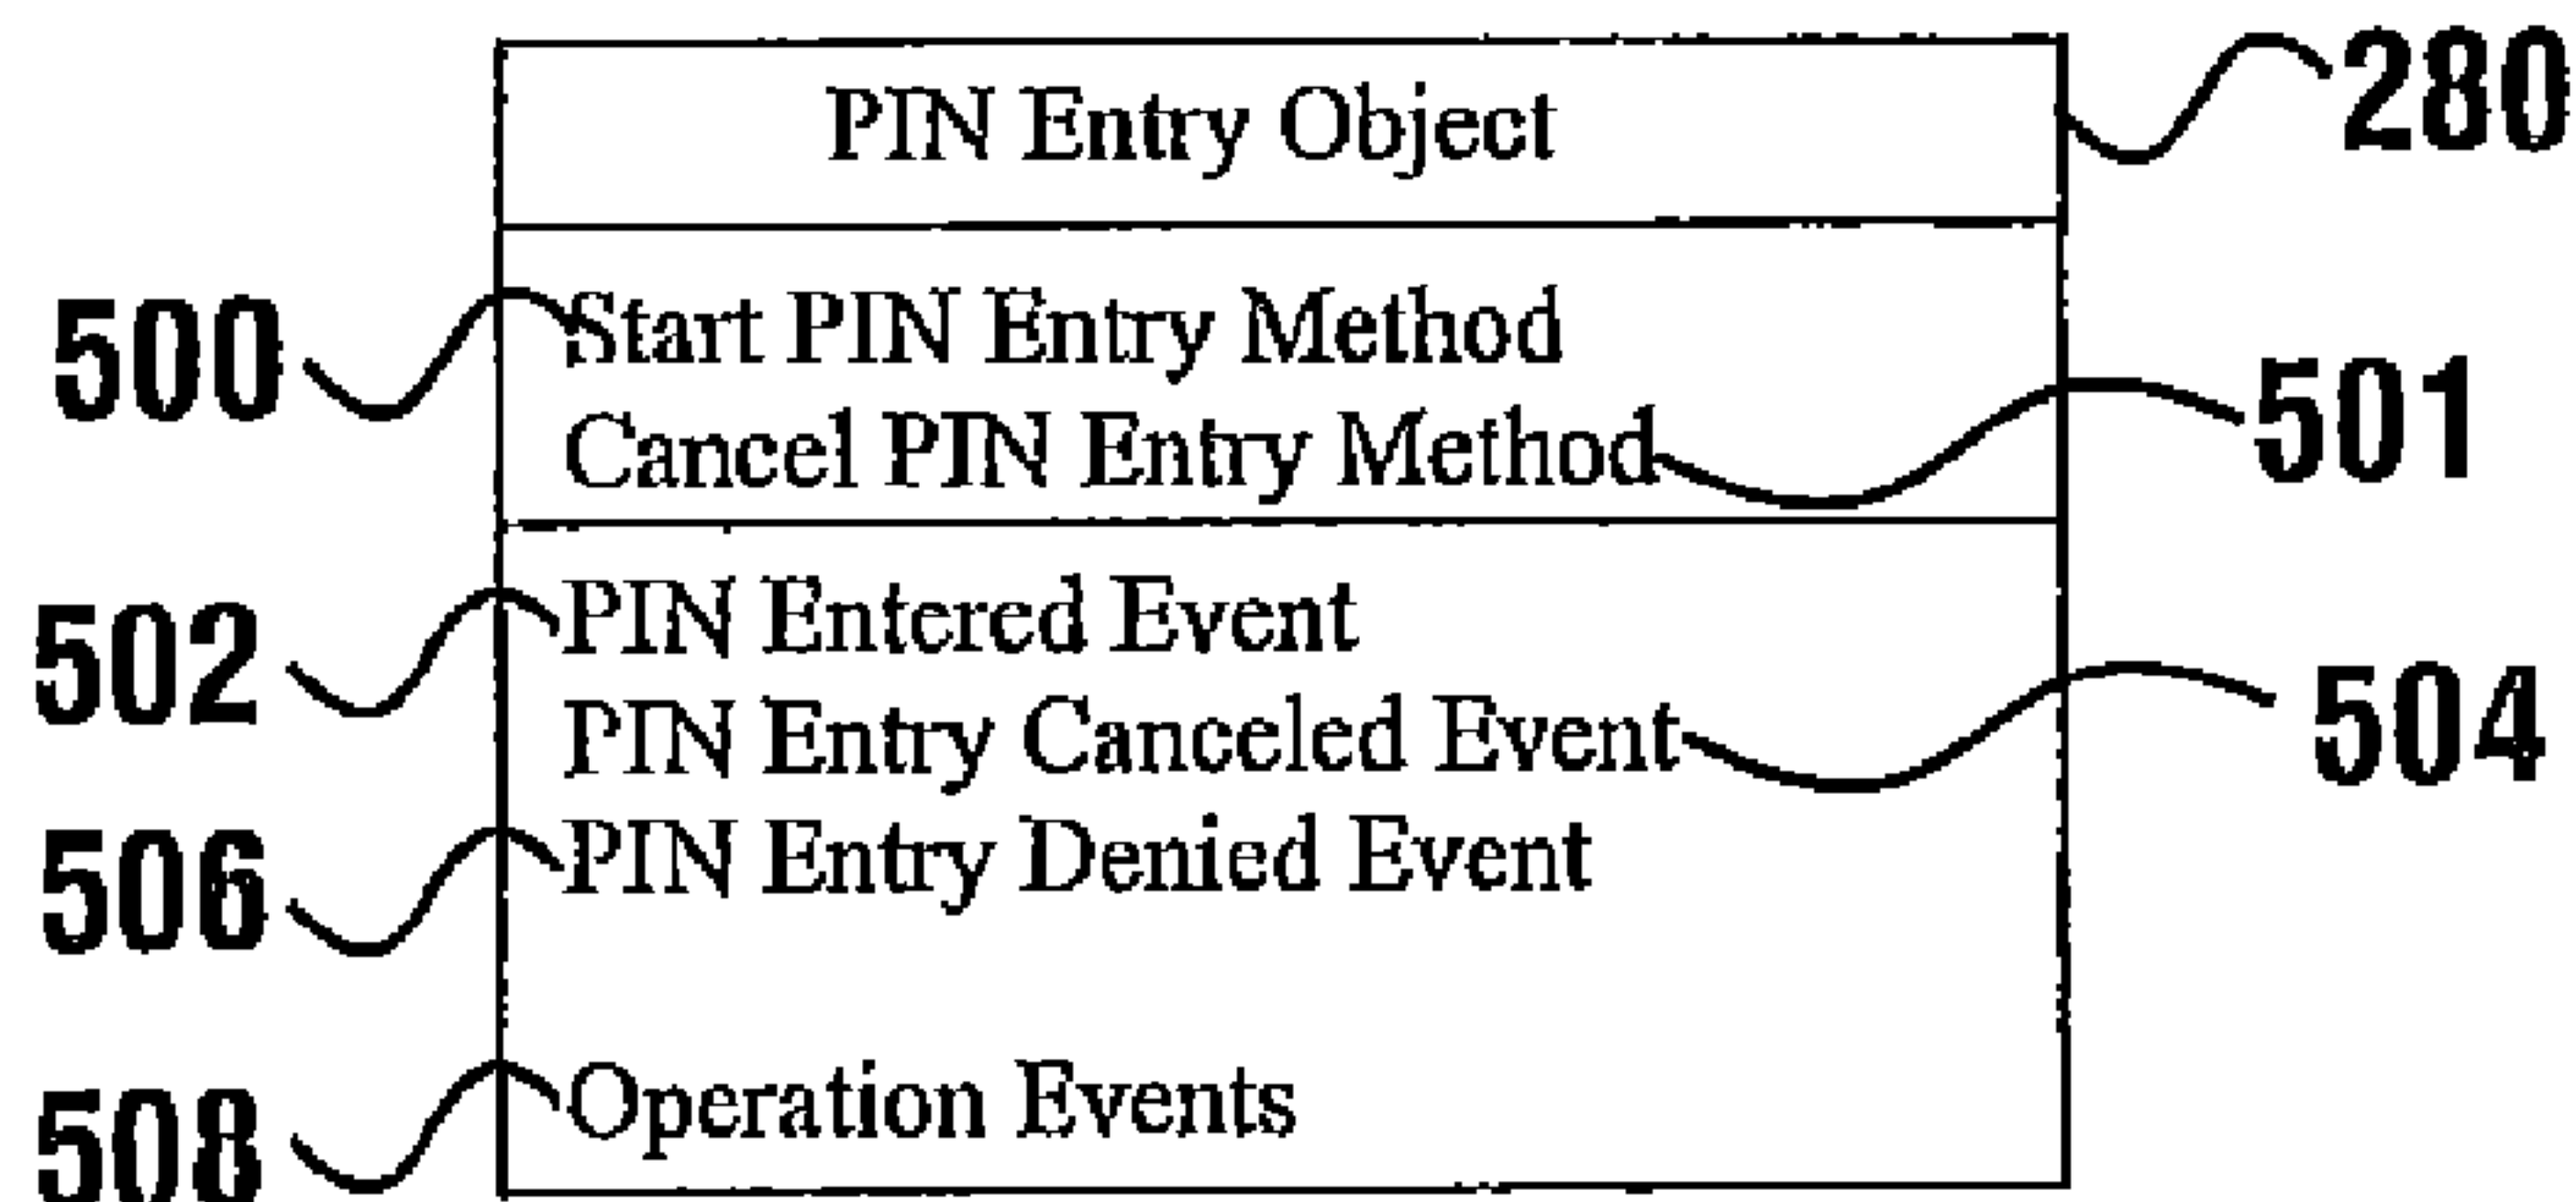 PIN Entry Object 280
500 Start PIN Entry Method
Cancel PIN Entry Method 501
502 PIN Entered Event
PIN Entry Canceled Event 504
506 PIN Entry Denied Event
508 Operation Events